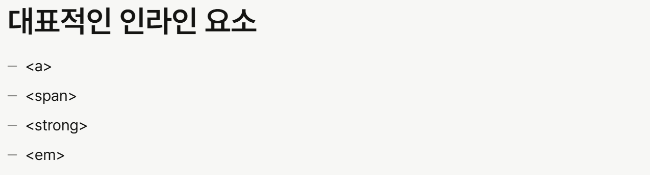 대표적인 인라인 요소
– <a>
– <span>
– <strong>
– <em>